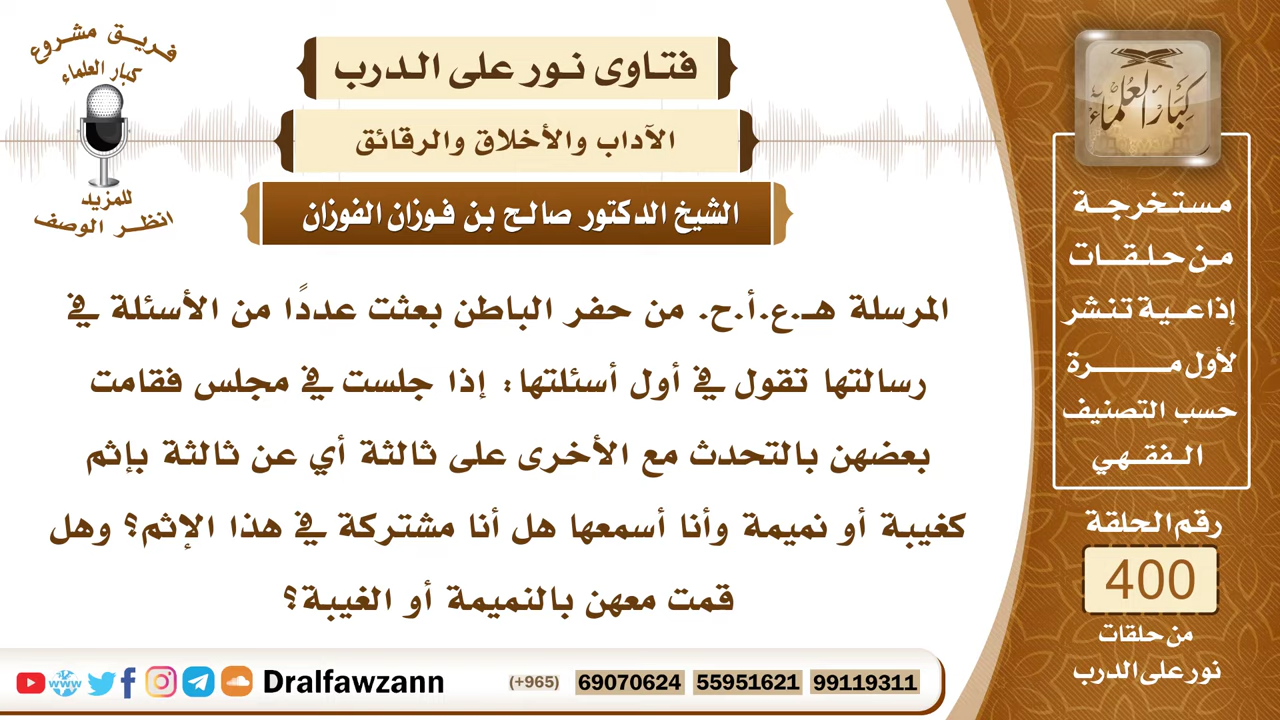 فريق مشروع
كبار العلماء
للمزيد
انظر الوصف
فتاوى نور على الدرب
الآداب والأخلاق والرقائق
الشيخ الدكتور صالح بن فوزان الفوزان
المرسلة هـ.ع.أ.ح. من حفر الباطن بعثت عددًا من الأسئلة في
رسالتها تقول في أول أسئلتها: إذا جلست في مجلس فقامت
بعضهن بالتحدث مع الأخرى على ثالثة أي عن ثالثة بإثم
كغيبة أو نميمة وأنا أسمعها هل أنا مشتركة في هذا الإثم؟ وهل
قمت معهن بالنميمة أو الغيبة؟
كبار العلماء
مستخرجة
من حلقات
إذاعية تنشر
لأول مرة
حسب التصنيف
الفقهي
رقم الحلقة
400
من حلقات
نور على الدرب
www Dralfawzann (+965) 69070624 55951621 99119311